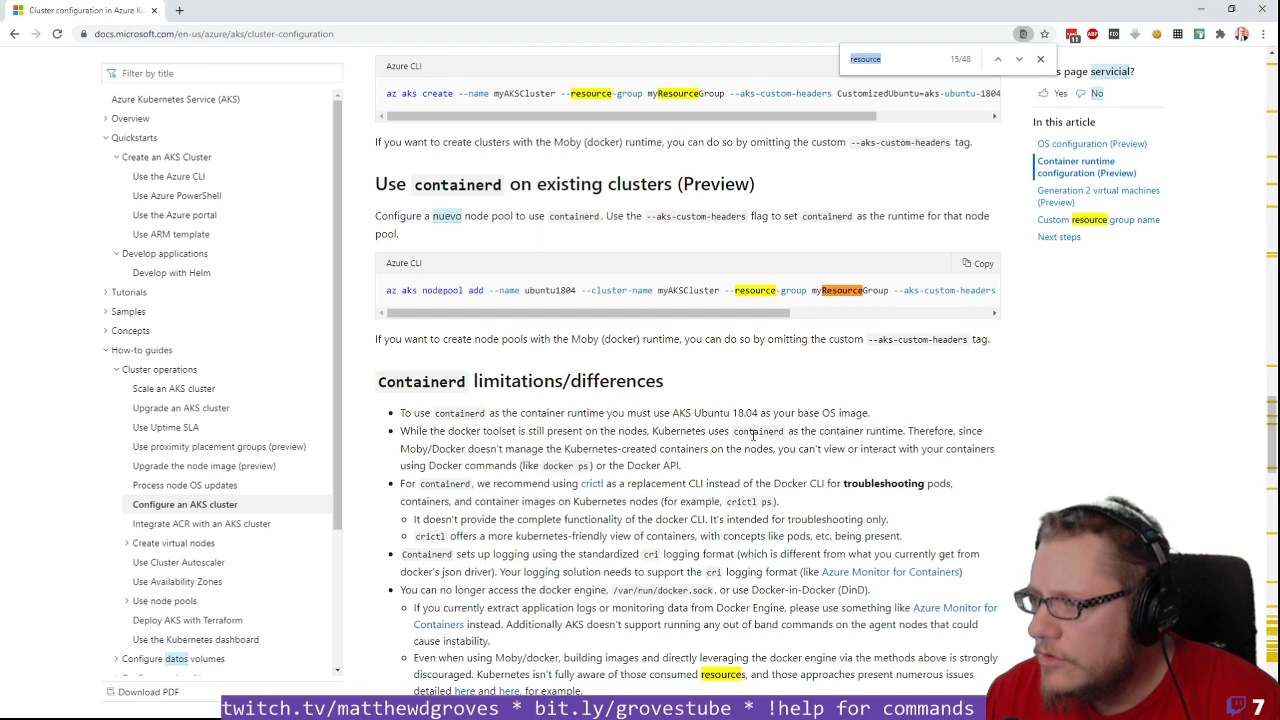 Cluster configuration in Azure Ku
docs.microsoft.com/en-us/azure/aks/cluster-configuration
11
ABP
resource
15/48
Filter by title
Azure Kubernetes Service (AKS)
Overview
Quickstarts
Create an AKS Cluster
Use the Azure CLI
Use Azure PowerShell
Use the Azure portal
Use ARM template
Develop applications
Develop with Helm
Tutorials
Samples
Concepts
How-to guides
Cluster operations
Scale an AKS cluster
Upgrade an AKS cluster
Use Uptime SLA
Use proximity placement groups (preview)
Upgrade the node image (preview)
Process node OS updates
Configure an AKS cluster
Integrate ACR with an AKS cluster
Create virtual nodes
Use Cluster Autoscaler
Use Availability Zones
Use node pools
Deploy AKS with Terraform
Use the Kubernetes dashboard
Configure datos volumes
Download PDF
Azure CLI
az aks create --name myAKSCluster --resource-group myResourceGroup --aks-custom-headers CustomizedUbuntu=aks-ubuntu-1804
If you want to create clusters with the Moby (docker) runtime, you can do so by omitting the custom --aks-custom-headers tag.
Use containerd on existing clusters (Preview)
Configure a nuevo node pool to use containerd. Use the --aks-custom-headers flag to set containerd as the runtime for that node
pool.
Azure CLI
Copy
az aks nodepool add --name ubuntu1804 --cluster-name myAKSCluster --resource-group myResourceGroup --aks-custom-headers
If you want to create node pools with the Moby (docker) runtime, you can do so by omitting the custom --aks-custom-headers tag.
Containerd limitations/differences
To use containerd as the container runtime you must use AKS Ubuntu 18.04 as your base OS image.
While the docker toolset is still present on the nodes, Kubernetes uses containerd as the container runtime. Therefore, since
Moby/Docker doesn't manage the Kubernetes-created containers on the nodes, you can't view or interact with your containers
using Docker commands (like docker ps) or the Docker API.
For containerd, we recommend using crictl as a replacement CLI instead of the Docker CLI for troubleshooting pods,
containers, and container images on Kubernetes nodes (for example, crictl ps).
It doesn't provide the complete functionality of the docker CLI. It's intended for troubleshooting only.
crictl offers a more kubernetes-friendly view of containers, with concepts like pods, etc. being present.
Containerd sets up logging using the standardized cri logging format (which is different from what you currently get from
docker's json driver). Your logging solution needs to support the cri logging format (like Azure Monitor for Containers)
You can no longer access the docker engine, /var/run/docker.sock, or use Docker-in-Docker (DinD).
If you currently extract application logs or monitoring data from Docker Engine, please use something like Azure Monitor for
Containers instead. Additionally AKS doesn't support running any out of band commands on the agent nodes that could
cause instability.
Even when using Moby/docker, building images and directly leveraging the docker engine via the methods above is strongly
discouraged. Kubernetes isn't fully aware of those consumed resources, and those approaches present numerous issues
detailed here and here, for example.
s page servicial?
Yes
No
In this article
OS configuration (Preview)
Container runtime
configuration (Preview)
Generation 2 virtual machines
(Preview)
Custom resource group name
Next steps
twitch.tv/matthewdgroves * bit.ly/grovestube * !help for commands
7